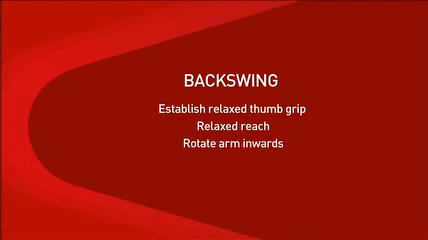 BACKSWING
Establish relaxed thumb grip
Relaxed reach
Rotate arm inwards